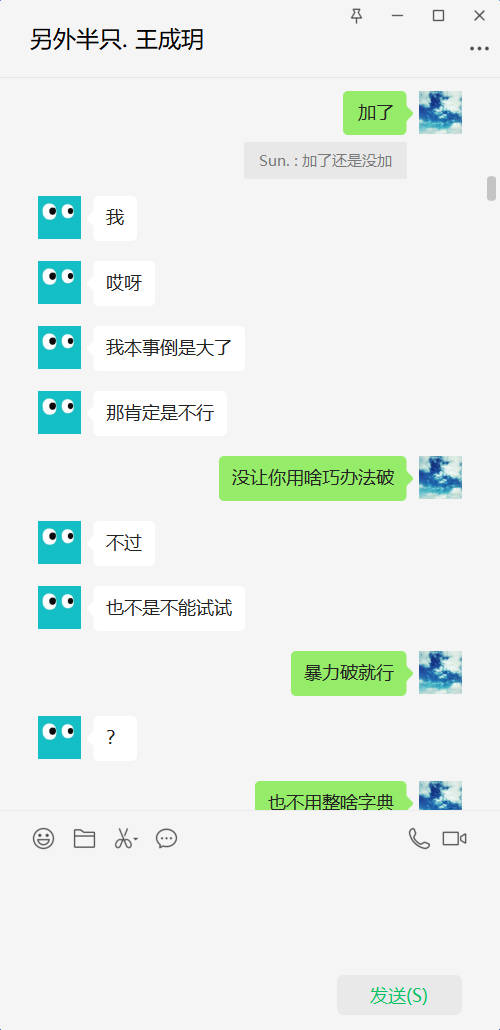 另外半只. 王成玥
加了
Sun. : 加了还是没加
我
哎呀
我本事倒是大了
那肯定是不行
没让你用啥巧办法破
不过
也不是不能试试
暴力破就行
?
也不用整啥字典
发送(S)